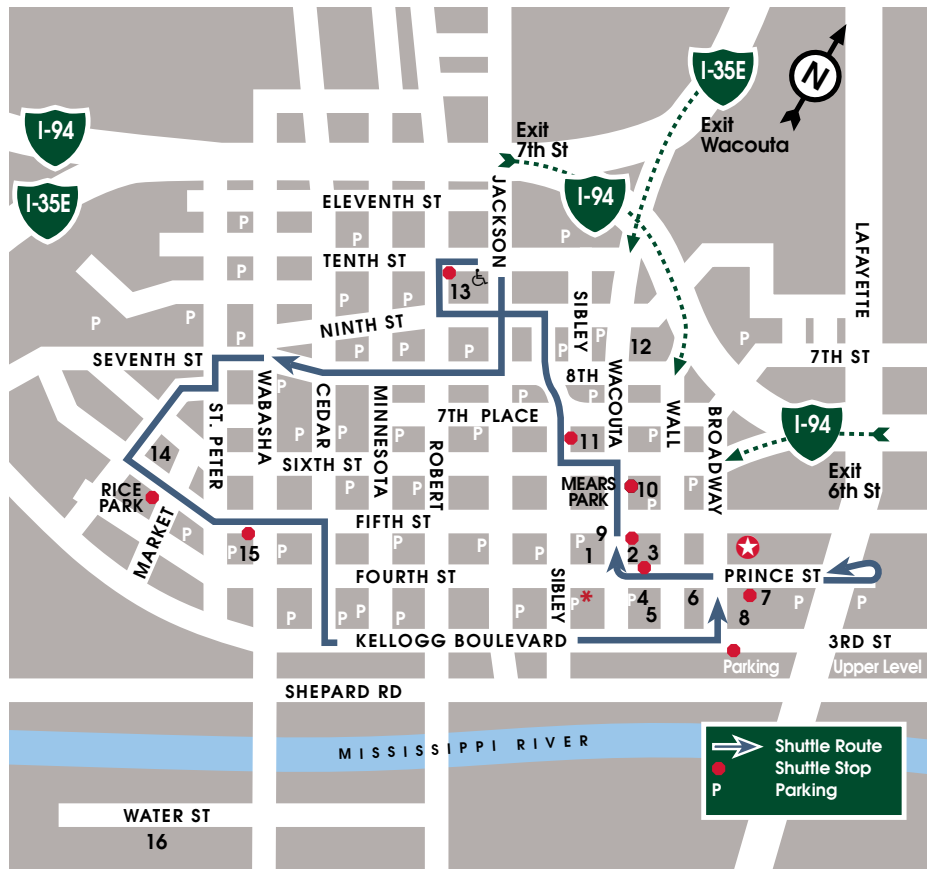 I-35E
N
I-94
Exit
7th St
Exit
Wacouta
I-35E
I-94
JACKSON
ELEVENTH ST
P
P
P
LAFAYETTE
TENTH ST
P
13
♿
P
P
P
SIBLEY
NINTH ST
P
P
P
P
P
P
P
12
P
SEVENTH ST
7TH ST
WABASHA
CEDAR
MINNESOTA
8TH
WACOUTA
P
P
P
ST. PETER
7TH PLACE
WALL
BROADWAY
I-94
P
P
P
P
11
P
14
ROBERT
SIXTH ST
Exit
6th St
RICE
PARK
MEARS
PARK
10
P
P
MARKET
FIFTH ST
P
P
15
P
P
P
P
9
1
2
3
FOURTH ST
SIBLEY
PRINCE ST
P
P
P
P
P
*
P
4
5
6
7
8
P
P
KELLOGG BOULEVARD
3RD ST
Parking
Upper Level
SHEPARD RD
MISSISSIPPI RIVER
Shuttle Route
Shuttle Stop
P Parking
WATER ST
16